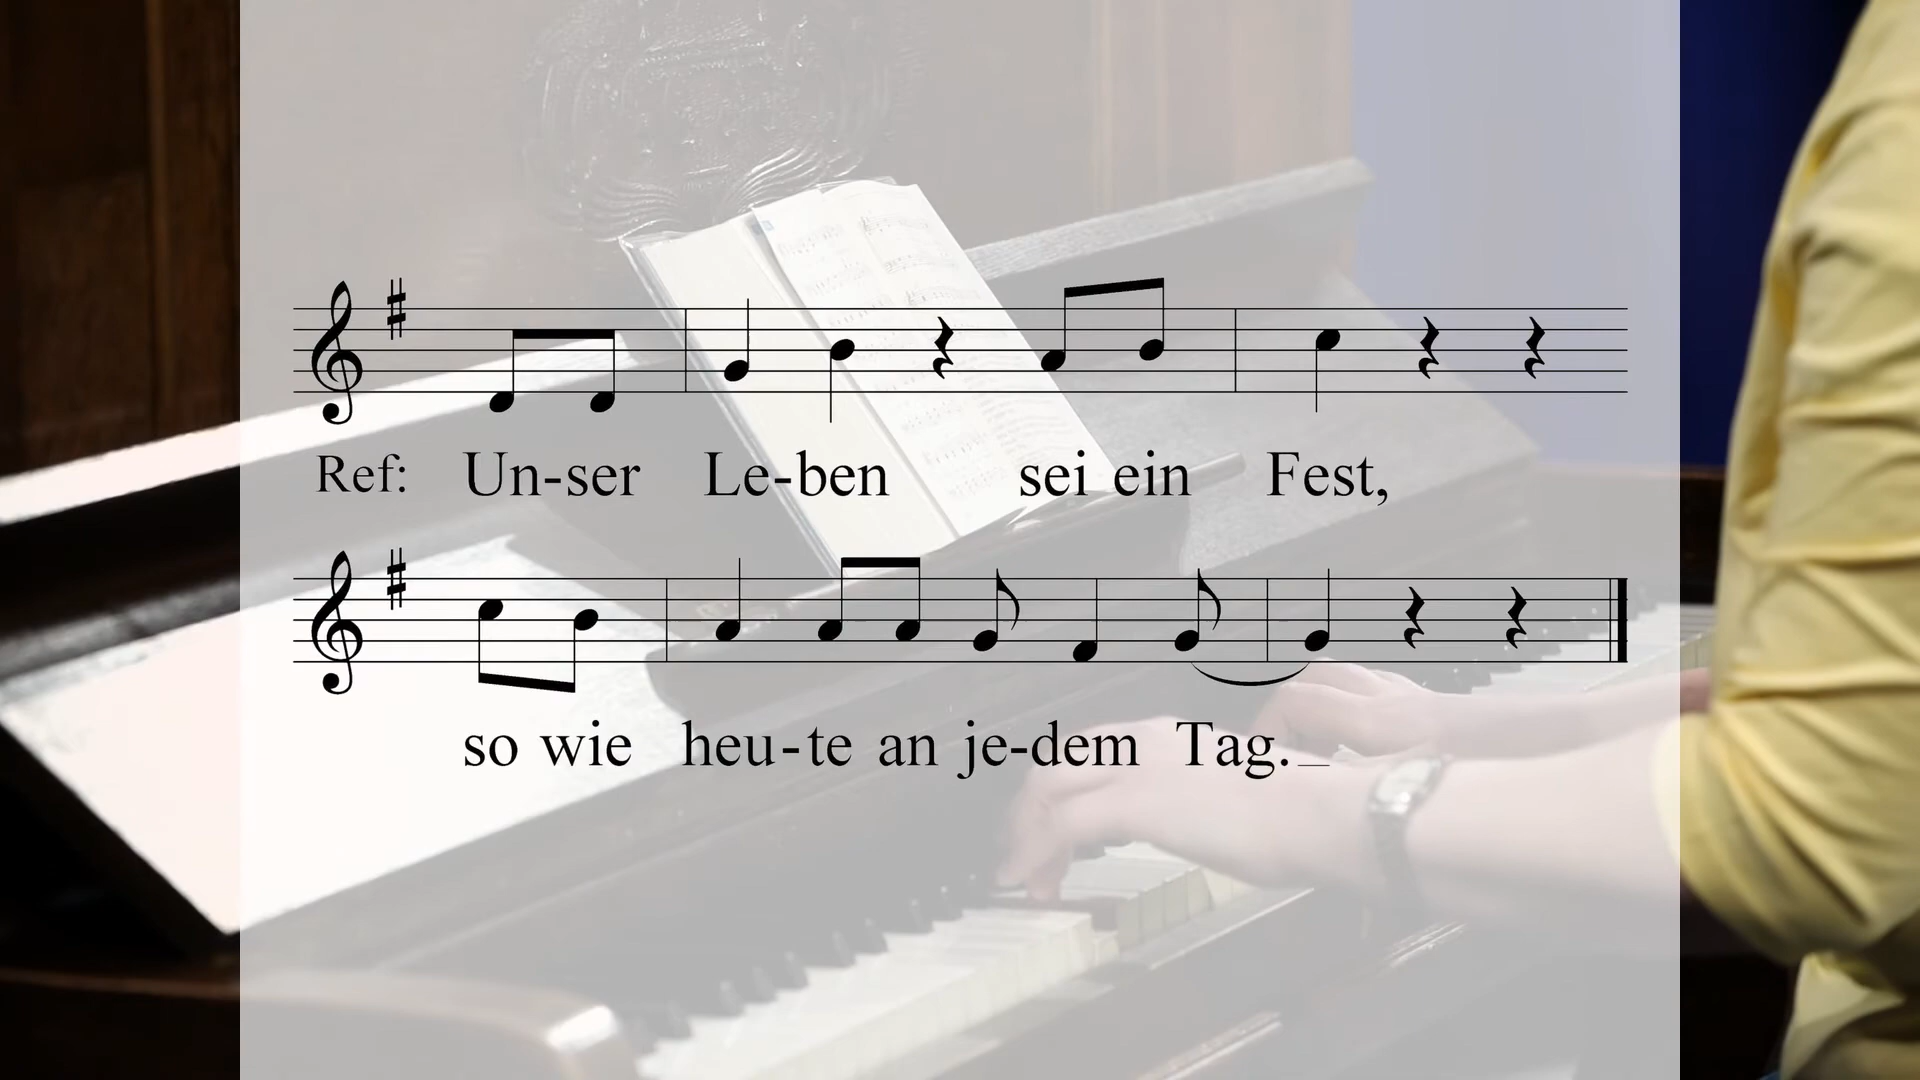 Ref: Un-ser Le-ben sei ein Fest,
so wie heu-te an je-dem Tag.